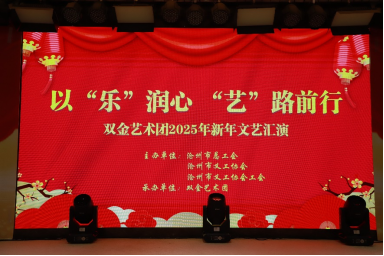 以“乐”润心 “艺”路前行
双金艺术团2025年新年文艺汇演
主办单位：沧州市总工会
沧州市文工协会
沧州市文工协会工会
承办单位：双金艺术团